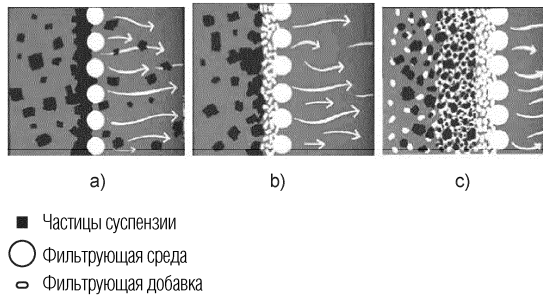 a) b) c)
Частицы суспензии
Фильтрующая среда
Фильтрующая добавка